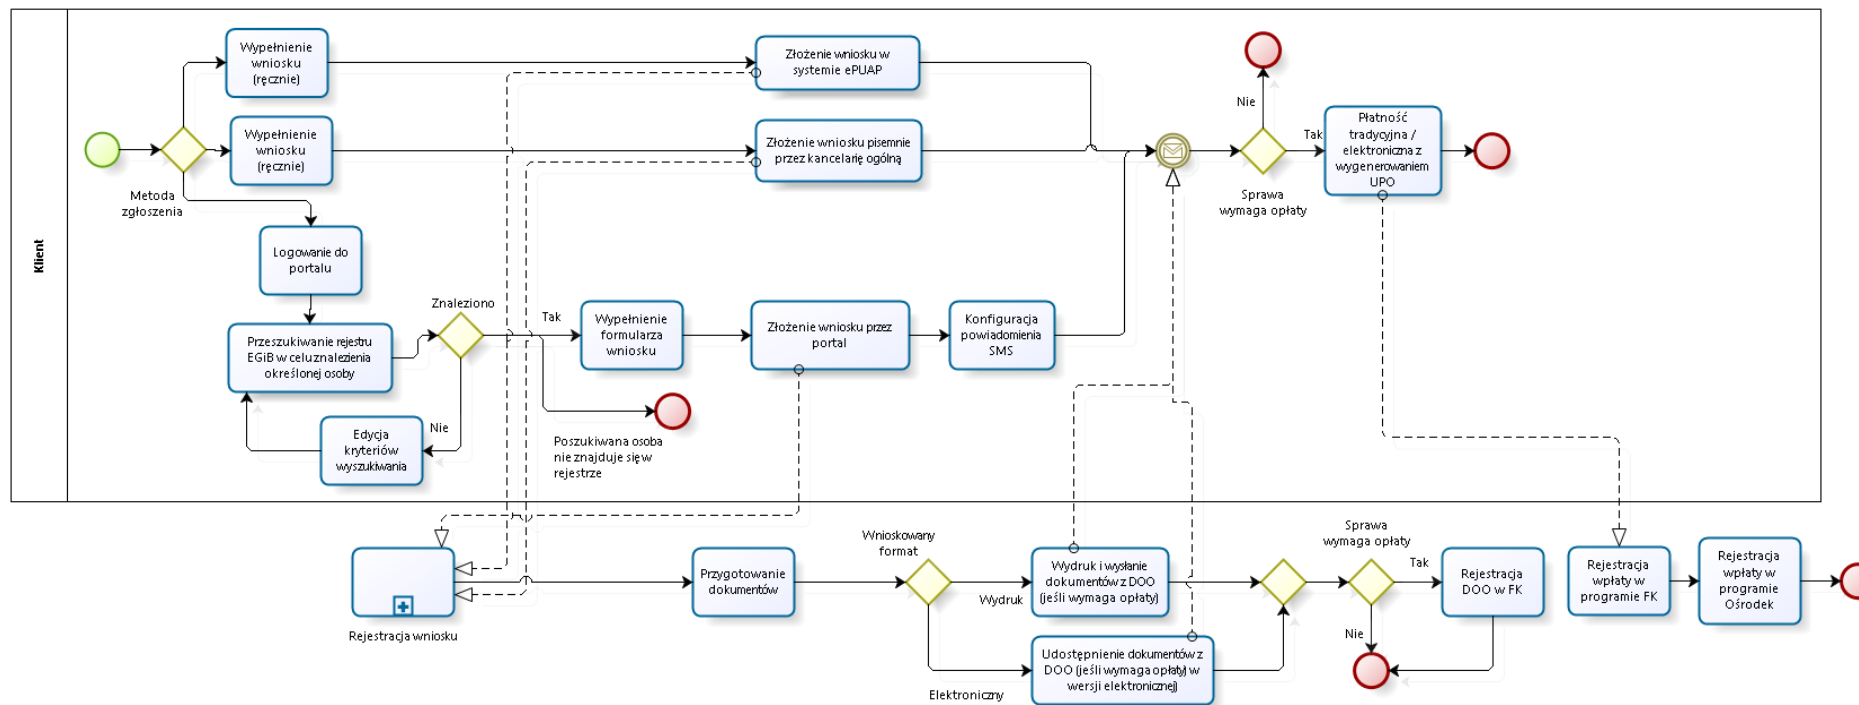 Klient
Wypełnienie
wniosku
(ręcznie)
Złożenie wniosku w
systemie ePUAP
Nie
Wypełnienie
wniosku
(ręcznie)
Złożenie wniosku pisemnie
przez kancelarię ogólną
Tak
Płatność
tradycyjna /
elektroniczna z
wygenerowaniem
UPO
Metoda
zgłoszenia
Sprawa
wymaga opłaty
Logowanie do
portalu
Znaleziono
Tak
Wypełnienie
formularza
wniosku
Złożenie wniosku przez
portal
Konfiguracja
powiadomienia
SMS
Przeszukiwanie rejestru
EGiB w celu znalezienia
określonej osoby
Nie
Edycja
kryteriów
wyszukiwania
Poszukiwana osoba
nie znajduje się w
rejestrze
Rejestracja wniosku
Przygotowanie
dokumentów
Wnioskowany
format
Wydruk
Wydruk i wysłanie
dokumentów z DOO
(jeśli wymaga opłaty)
Elektroniczny
Udostępnienie dokumentów z
DOO (jeśli wymaga opłaty) w
wersji elektronicznej)
Sprawa
wymaga opłaty
Tak
Nie
Rejestracja
DOO w FK
Rejestracja
wpłaty w
programie FK
Rejestracja
wpłaty w
programie
Ośrodek